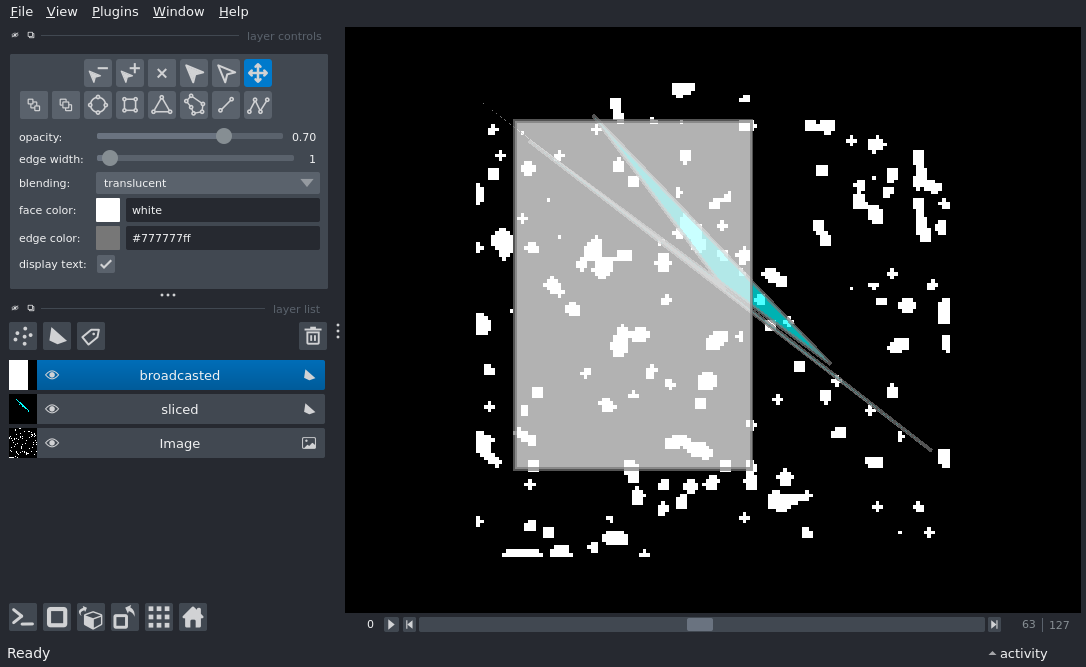 File View Plugins Window Help
layer controls
opacity: 0.70
edge width: 1
blending: translucent
face color: white
edge color: #777777ff
display text:
layer list
broadcasted
sliced
Image
0 63 127
Ready activity